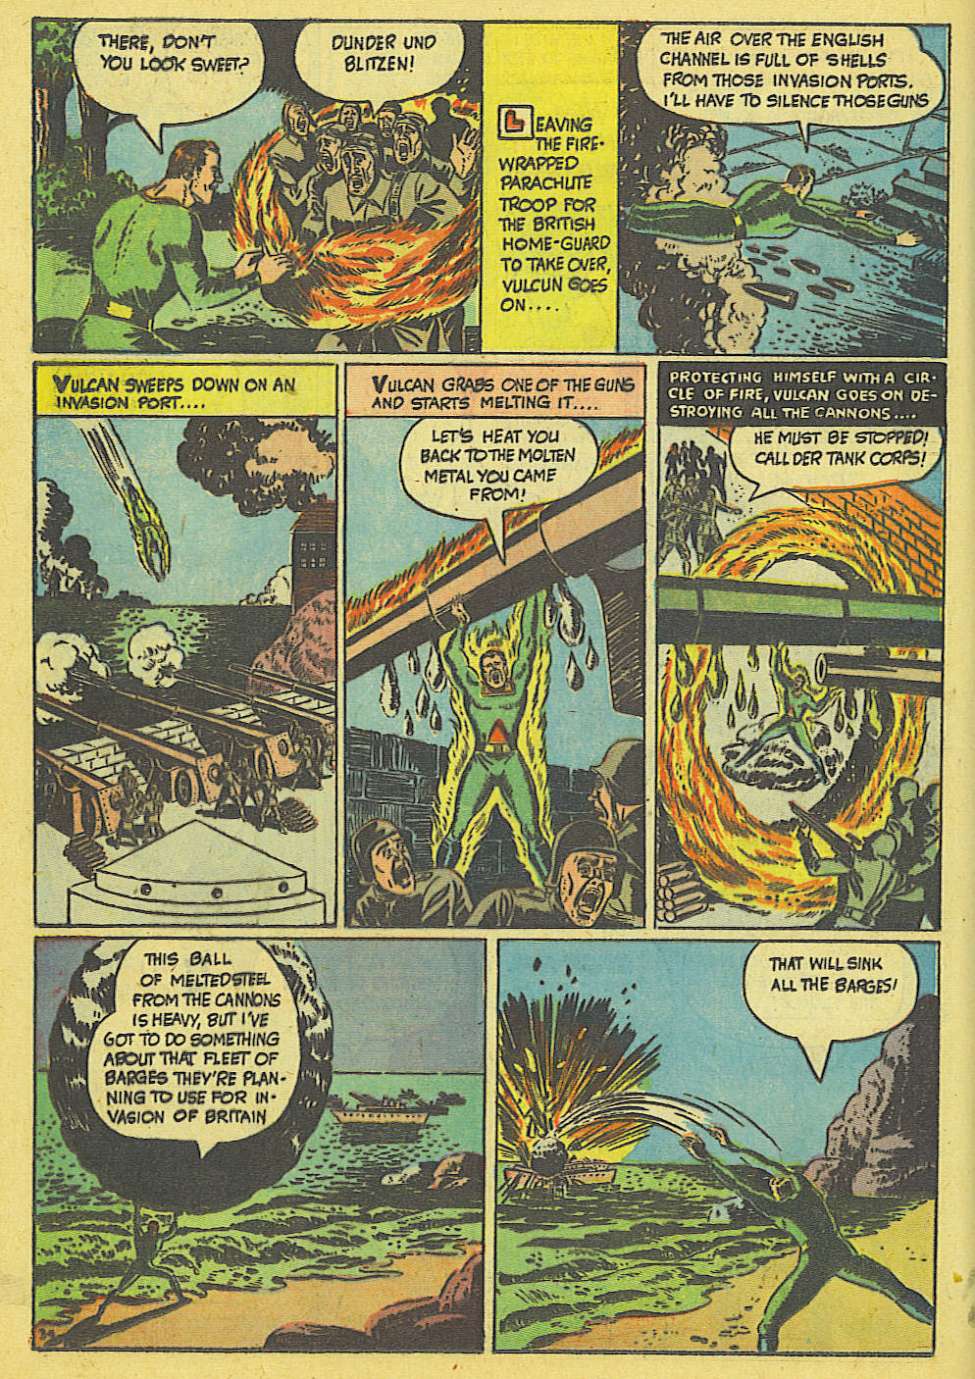 THERE, DON'T
YOU LOOK SWEET?
DUNDER UND
BLITZEN!
LEAVING
THE FIRE-
WRAPPED
PARACHUTE
TROOP FOR
THE BRITISH
HOME-GUARD
TO TAKE OVER,
VULCUN GOES
ON....
THE AIR OVER THE ENGLISH
CHANNEL IS FULL OF SHELLS
FROM THOSE INVASION PORTS.
I'LL HAVE TO SILENCE THOSE GUNS
VULCAN SWEEPS DOWN ON AN
INVASION PORT....
VULCAN GRABS ONE OF THE GUNS
AND STARTS MELTING IT....
LET'S HEAT YOU
BACK TO THE MOLTEN
METAL YOU CAME
FROM!
PROTECTING HIMSELF WITH A CIR-
CLE OF FIRE, VULCAN GOES ON DE-
STROYING ALL THE CANNONS....
HE MUST BE STOPPED!
CALL DER TANK CORPS!
THIS BALL
OF MELTED STEEL
FROM THE CANNONS
IS HEAVY, BUT I'VE
GOT TO DO SOMETHING
ABOUT THAT FLEET OF
BARGES THEY'RE PLAN-
NING TO USE FOR IN-
VASION OF BRITAIN
THAT WILL SINK
ALL THE BARGES!